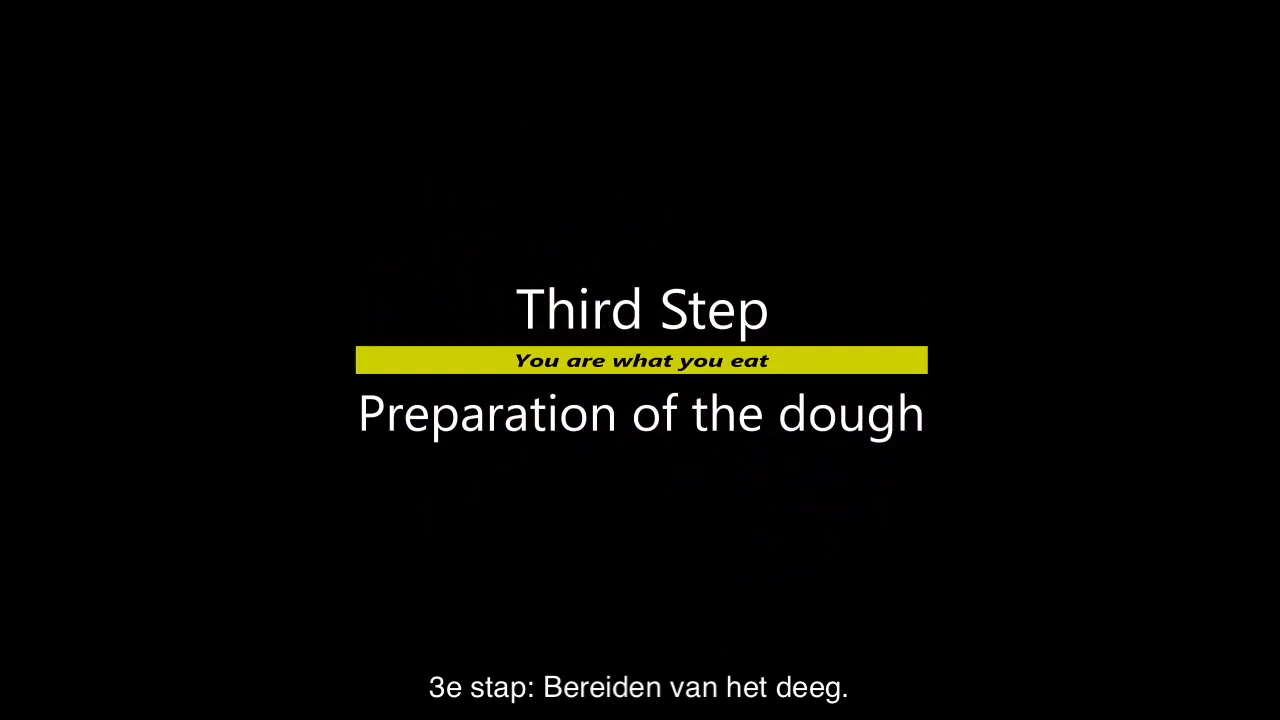 Third Step
You are what you eat
Preparation of the dough
3e stap: Bereiden van het deeg.